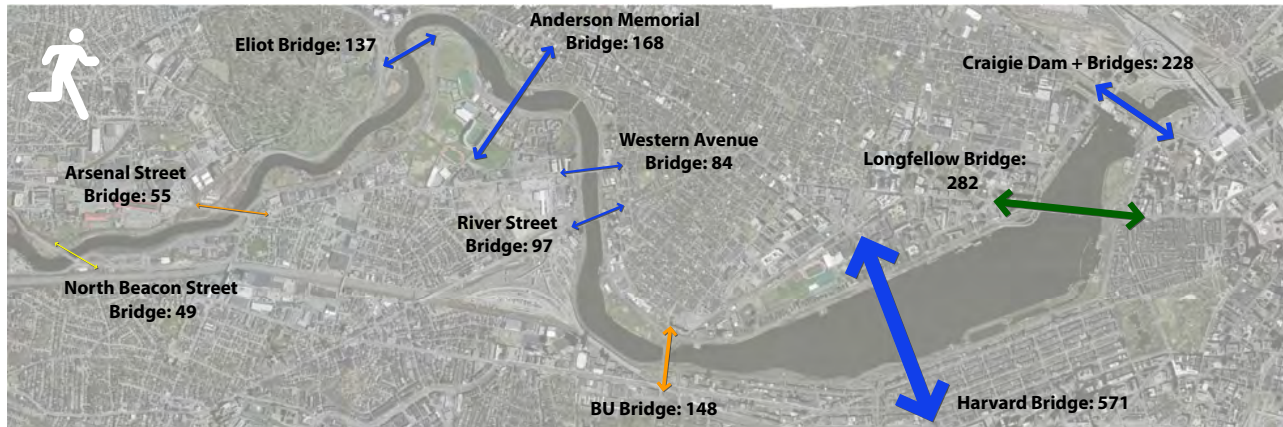 Anderson Memorial
Bridge: 168
Eliot Bridge: 137
Craigie Dam + Bridges: 228
Western Avenue
Bridge: 84
Longfellow Bridge:
282
Arsenal Street
Bridge: 55
River Street
Bridge: 97
North Beacon Street
Bridge: 49
BU Bridge: 148
Harvard Bridge: 571